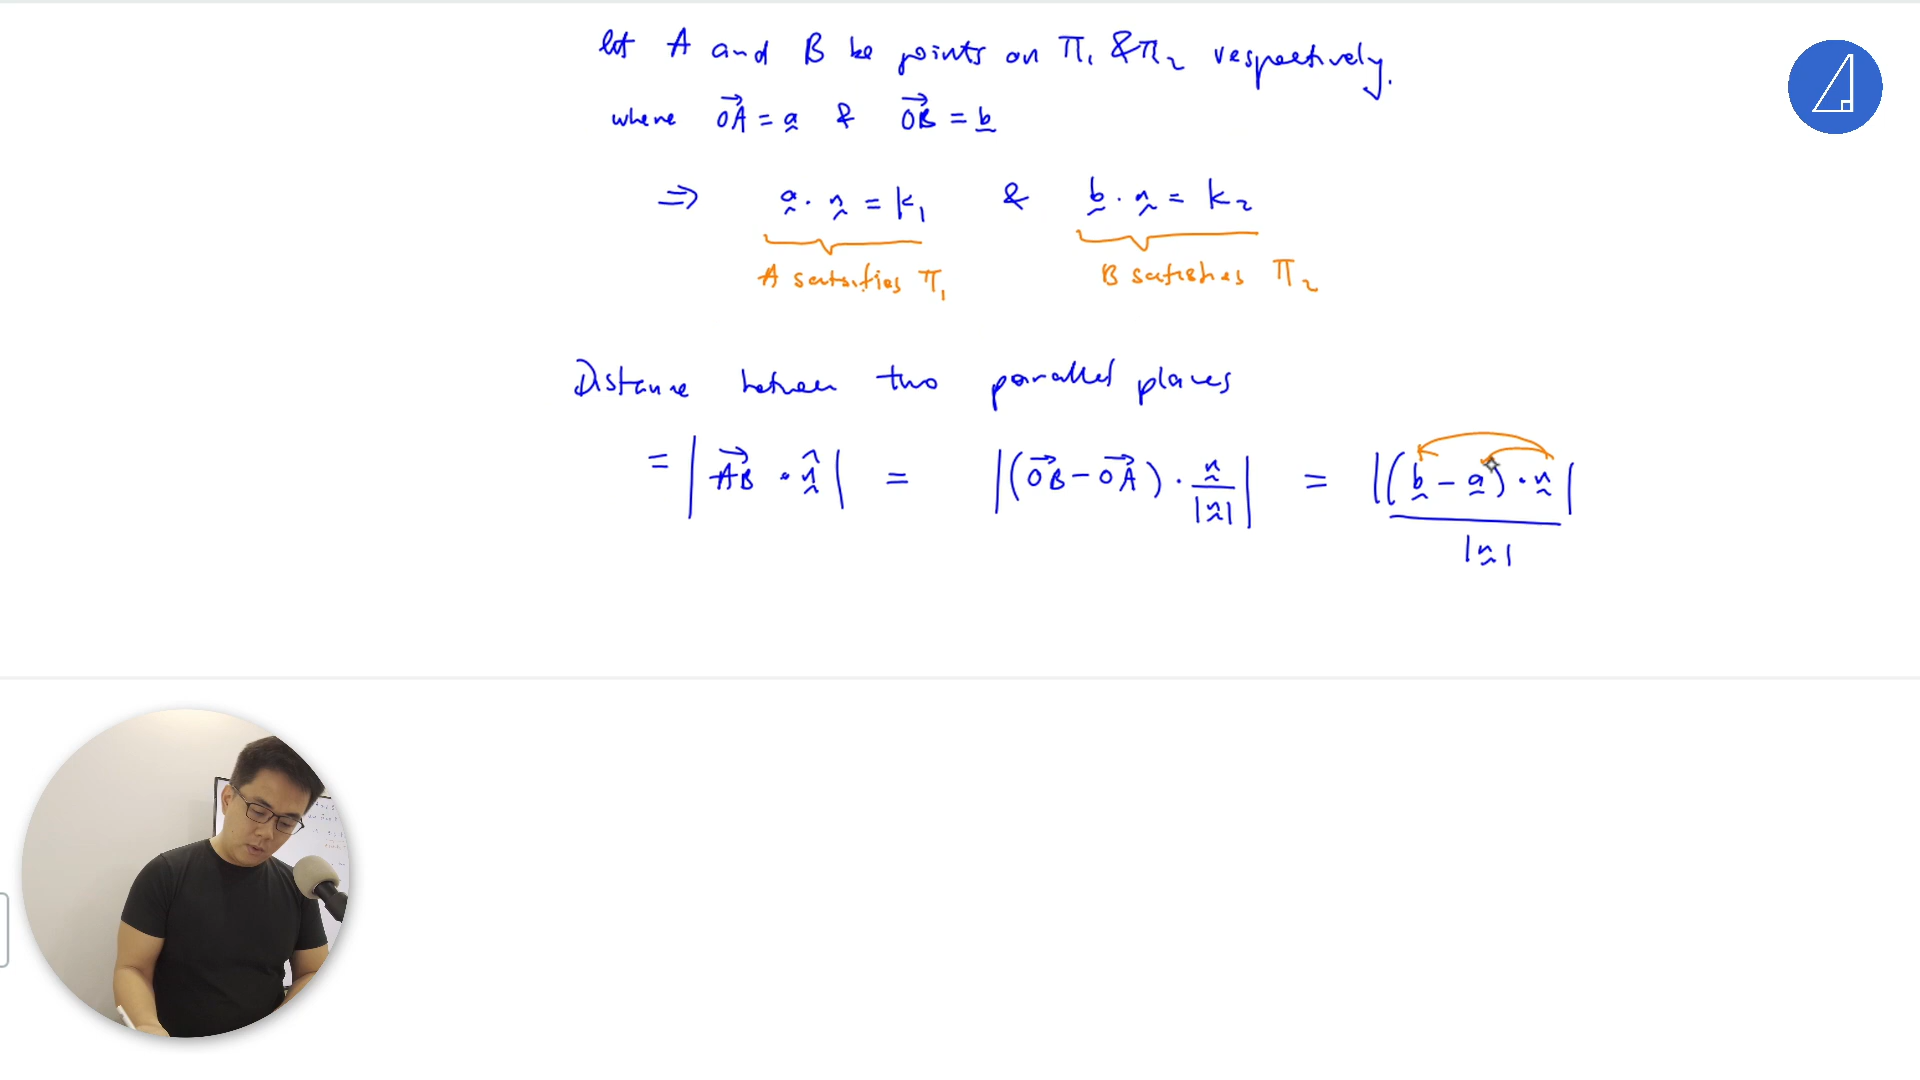 let A and B be points on π₁ & π₂ respectively.
where →OA = a & →OB = b
⇒ a · n = k₁ & b · n = k₂
A satisfies π₁ B satisfies π₂
Distance between two parallel planes
= | →AB · n̂ | = | (→OB − →OA) · n/|n| | = |(b − a) · n| / |n|